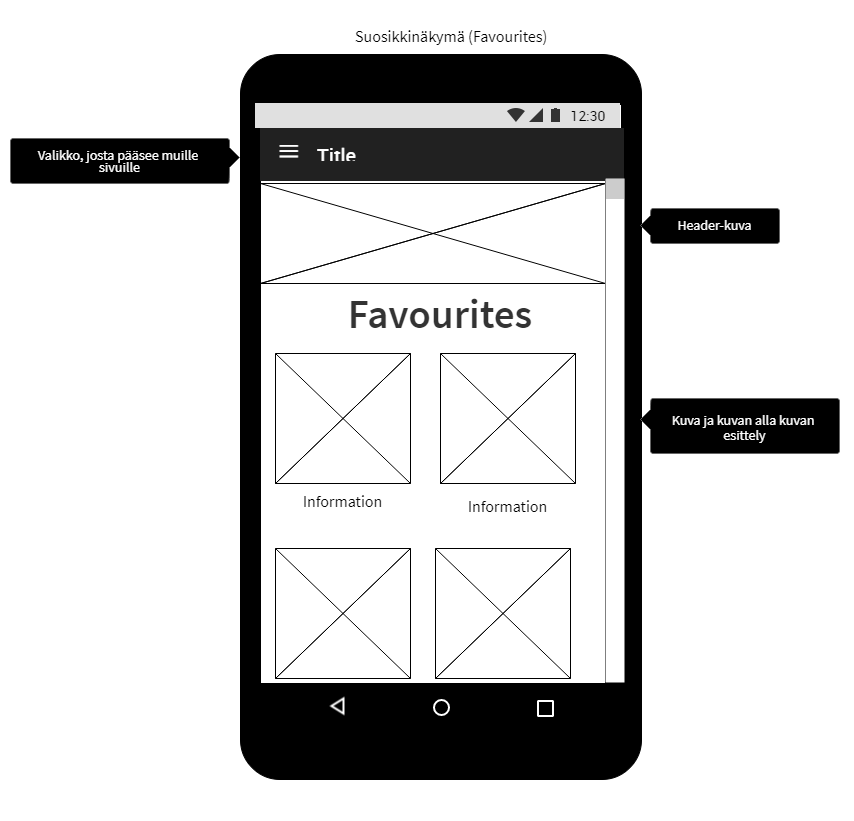 Suosikkinäkymä (Favourites)
12:30
Valikko, josta pääsee muille
sivuille
Title
Header-kuva
Favourites
Kuva ja kuvan alla kuvan
esittely
Information
Information